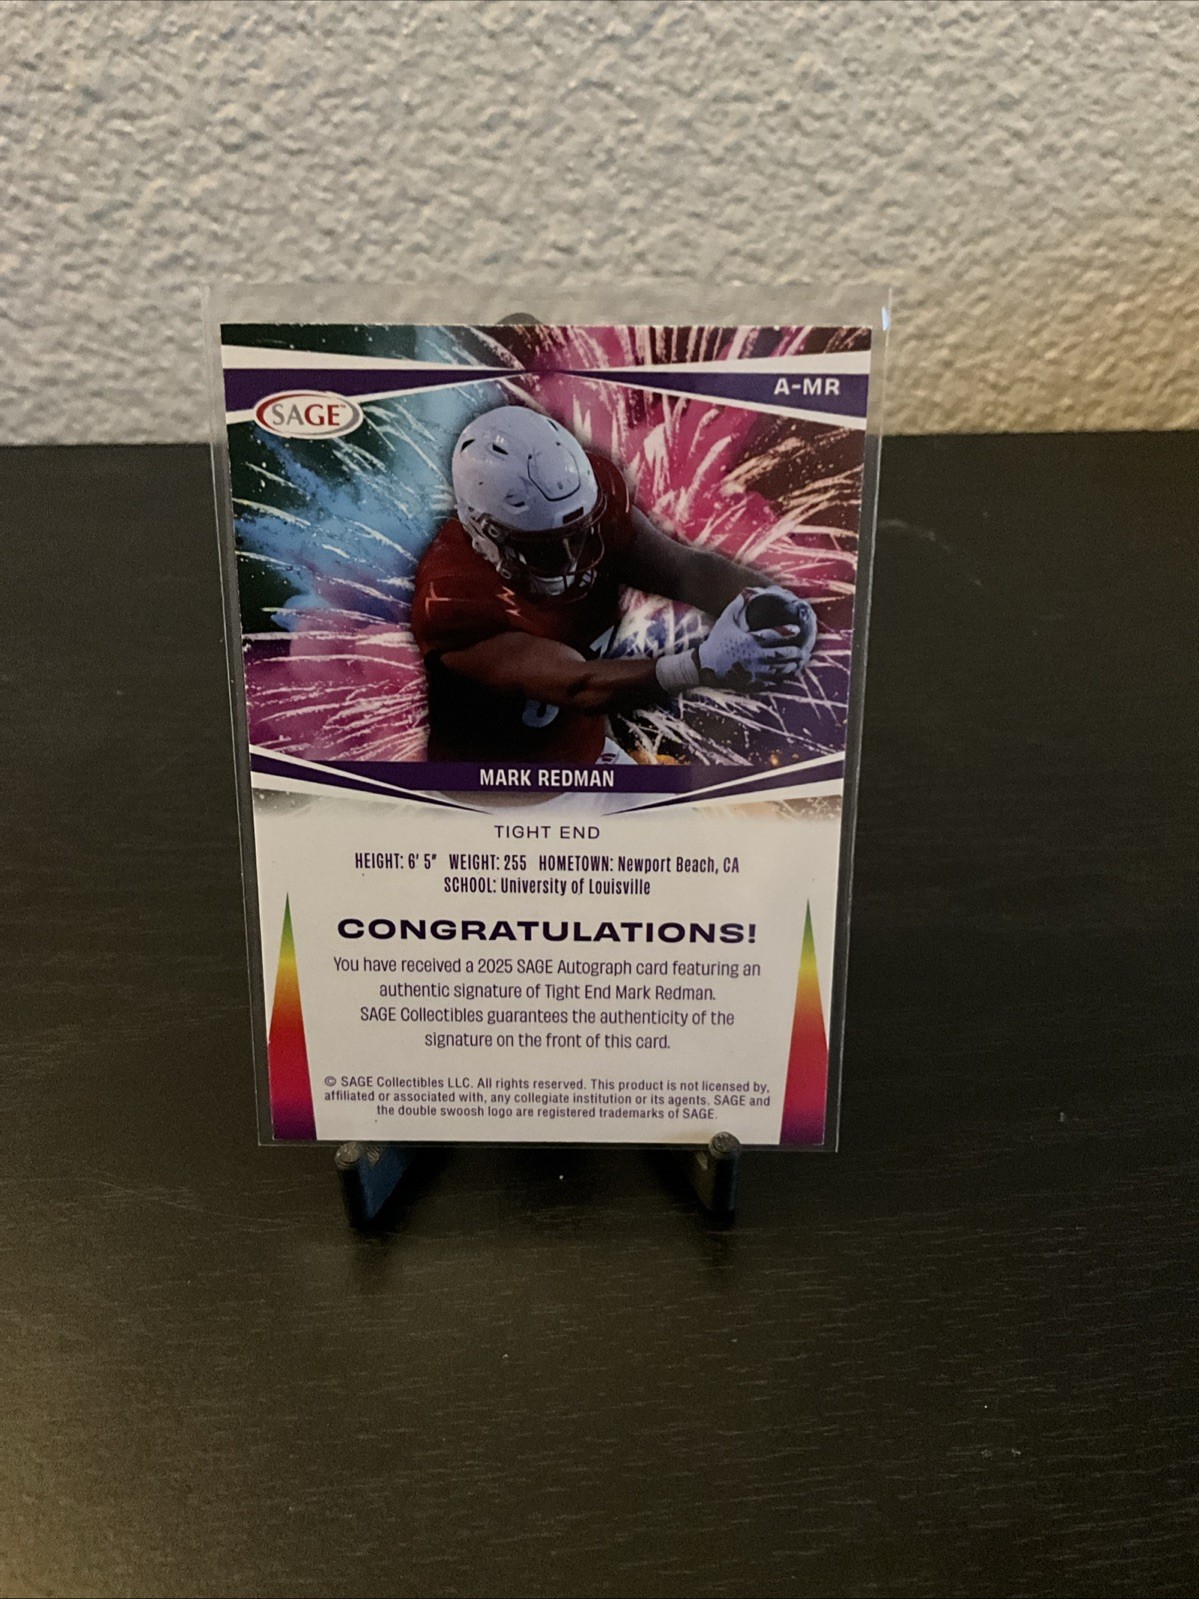 SAGE™
A-MR
MARK REDMAN
TIGHT END
HEIGHT: 6' 5" WEIGHT: 255 HOMETOWN: Newport Beach, CA
SCHOOL: University of Louisville
CONGRATULATIONS!
You have received a 2025 SAGE Autograph card featuring an
authentic signature of Tight End Mark Redman.
SAGE Collectibles guarantees the authenticity of the
signature on the front of this card.
© SAGE Collectibles LLC. All rights reserved. This product is not licensed by,
affiliated or associated with, any collegiate institution or its agents. SAGE and
the double swoosh logo are registered trademarks of SAGE.